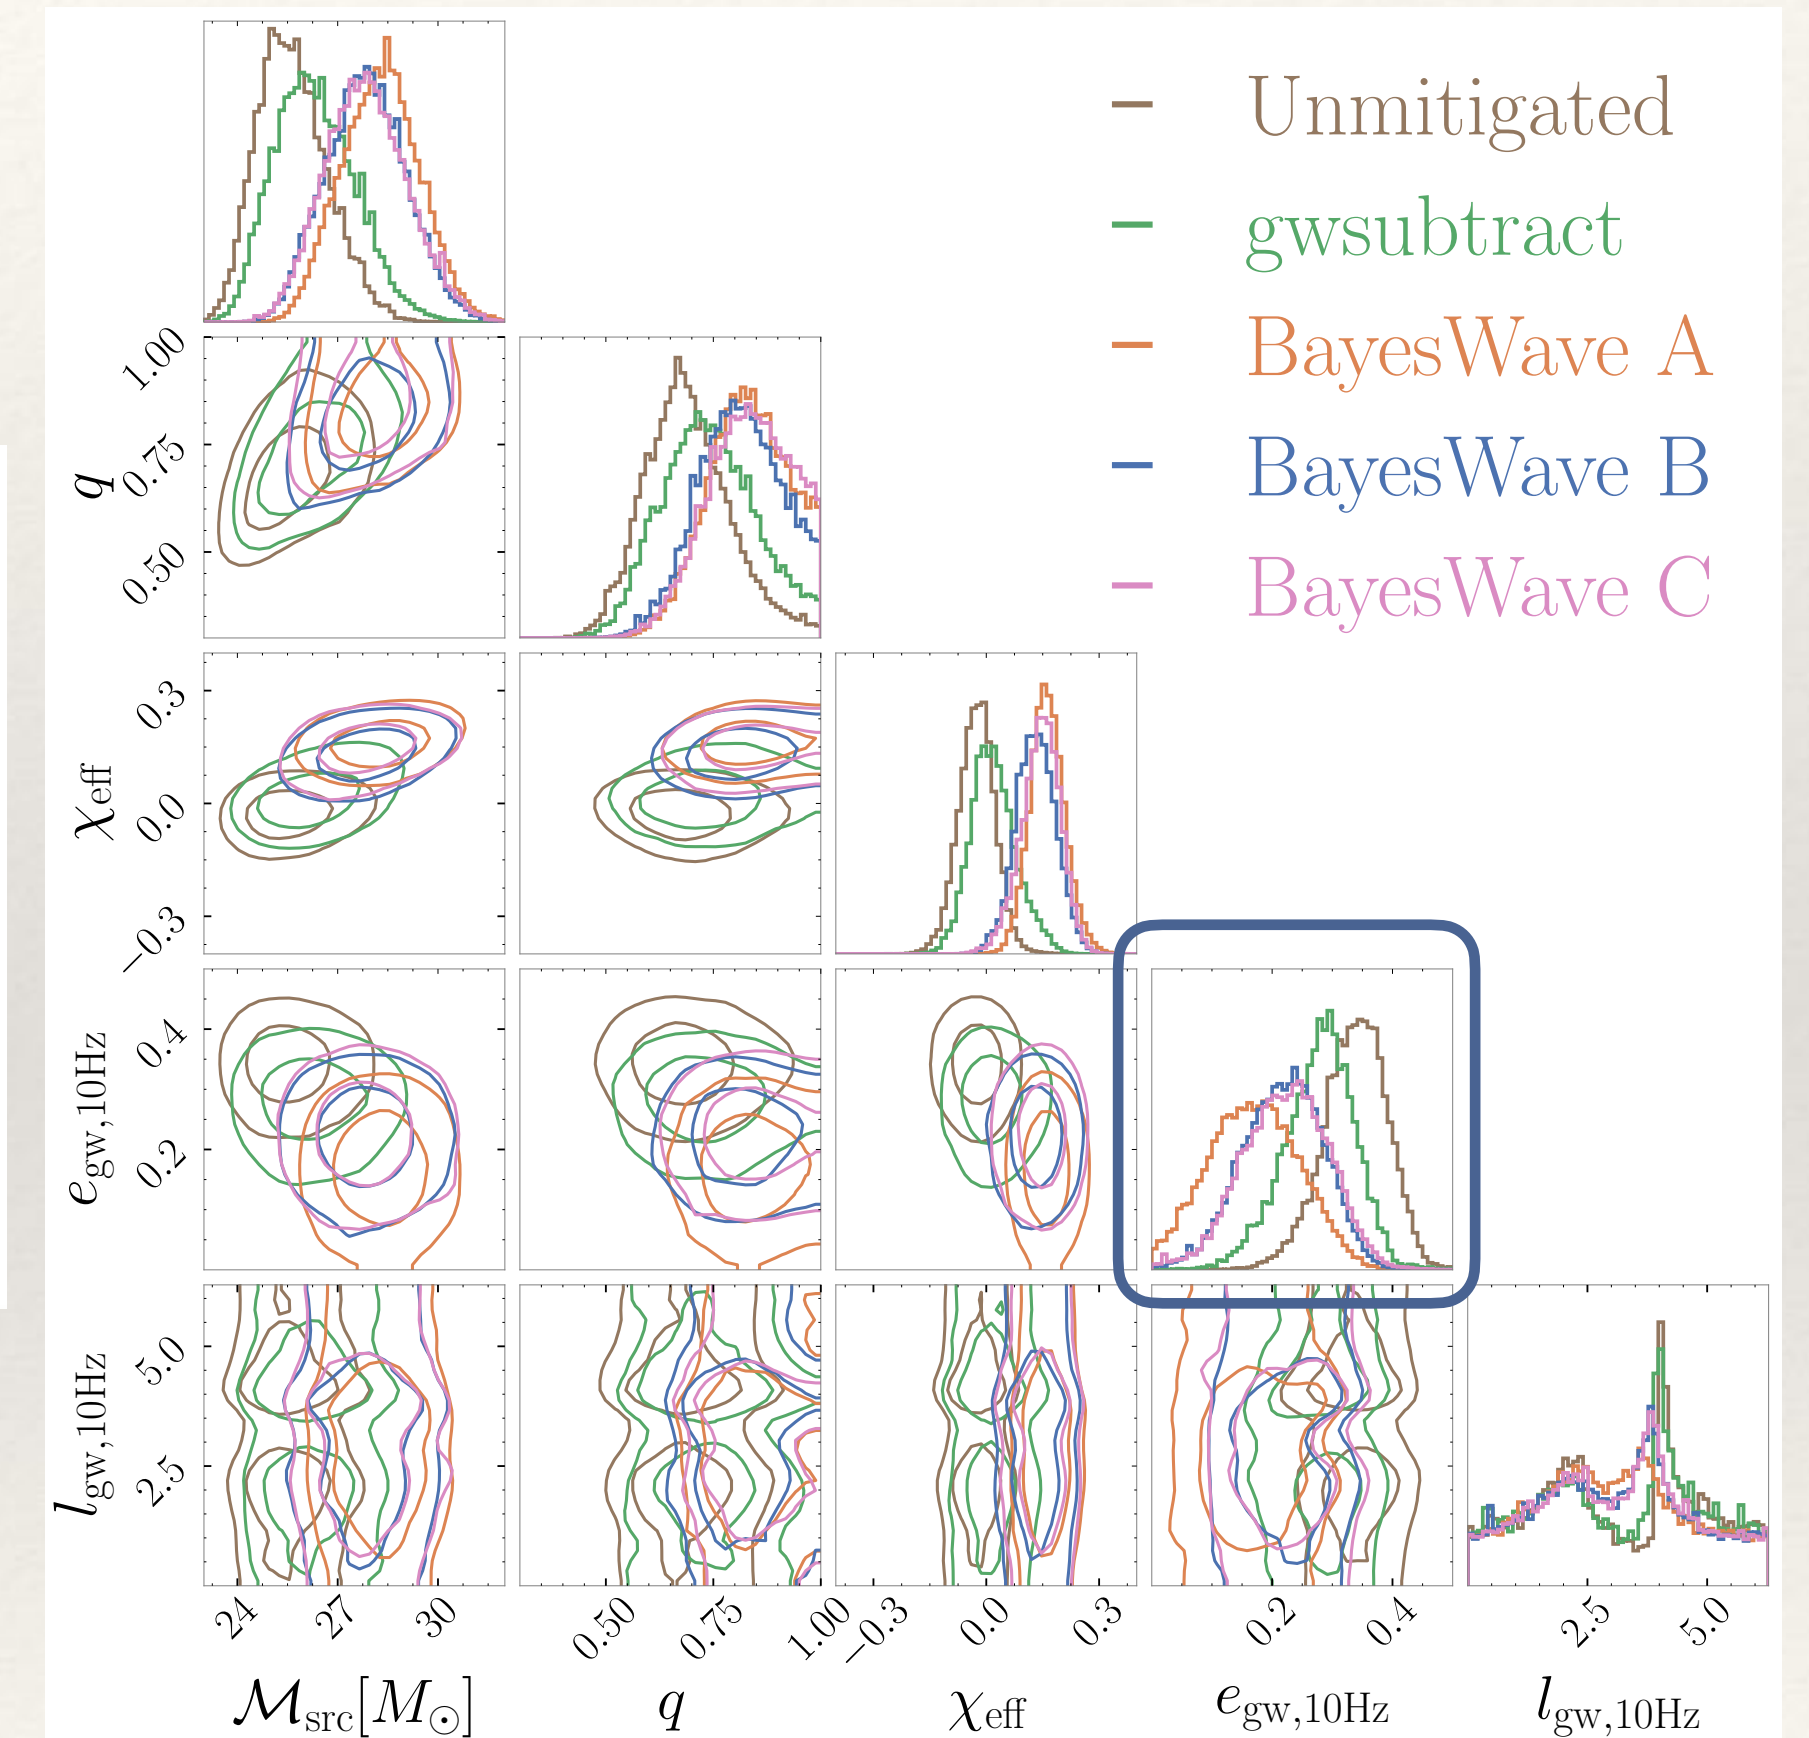 Unmitigated
gwsubtract
BayesWave A
BayesWave B
BayesWave C
1.00
0.75
0.50
q
0.3
0.0
−0.3
χeff
0.4
0.2
egw,10Hz
5.0
2.5
lgw,10Hz
24 27 30 0.50 0.75 1.00 −0.3 0.0 0.3 0.2 0.4 2.5 5.0
ℳsrc[M⊙] q χeff egw,10Hz lgw,10Hz